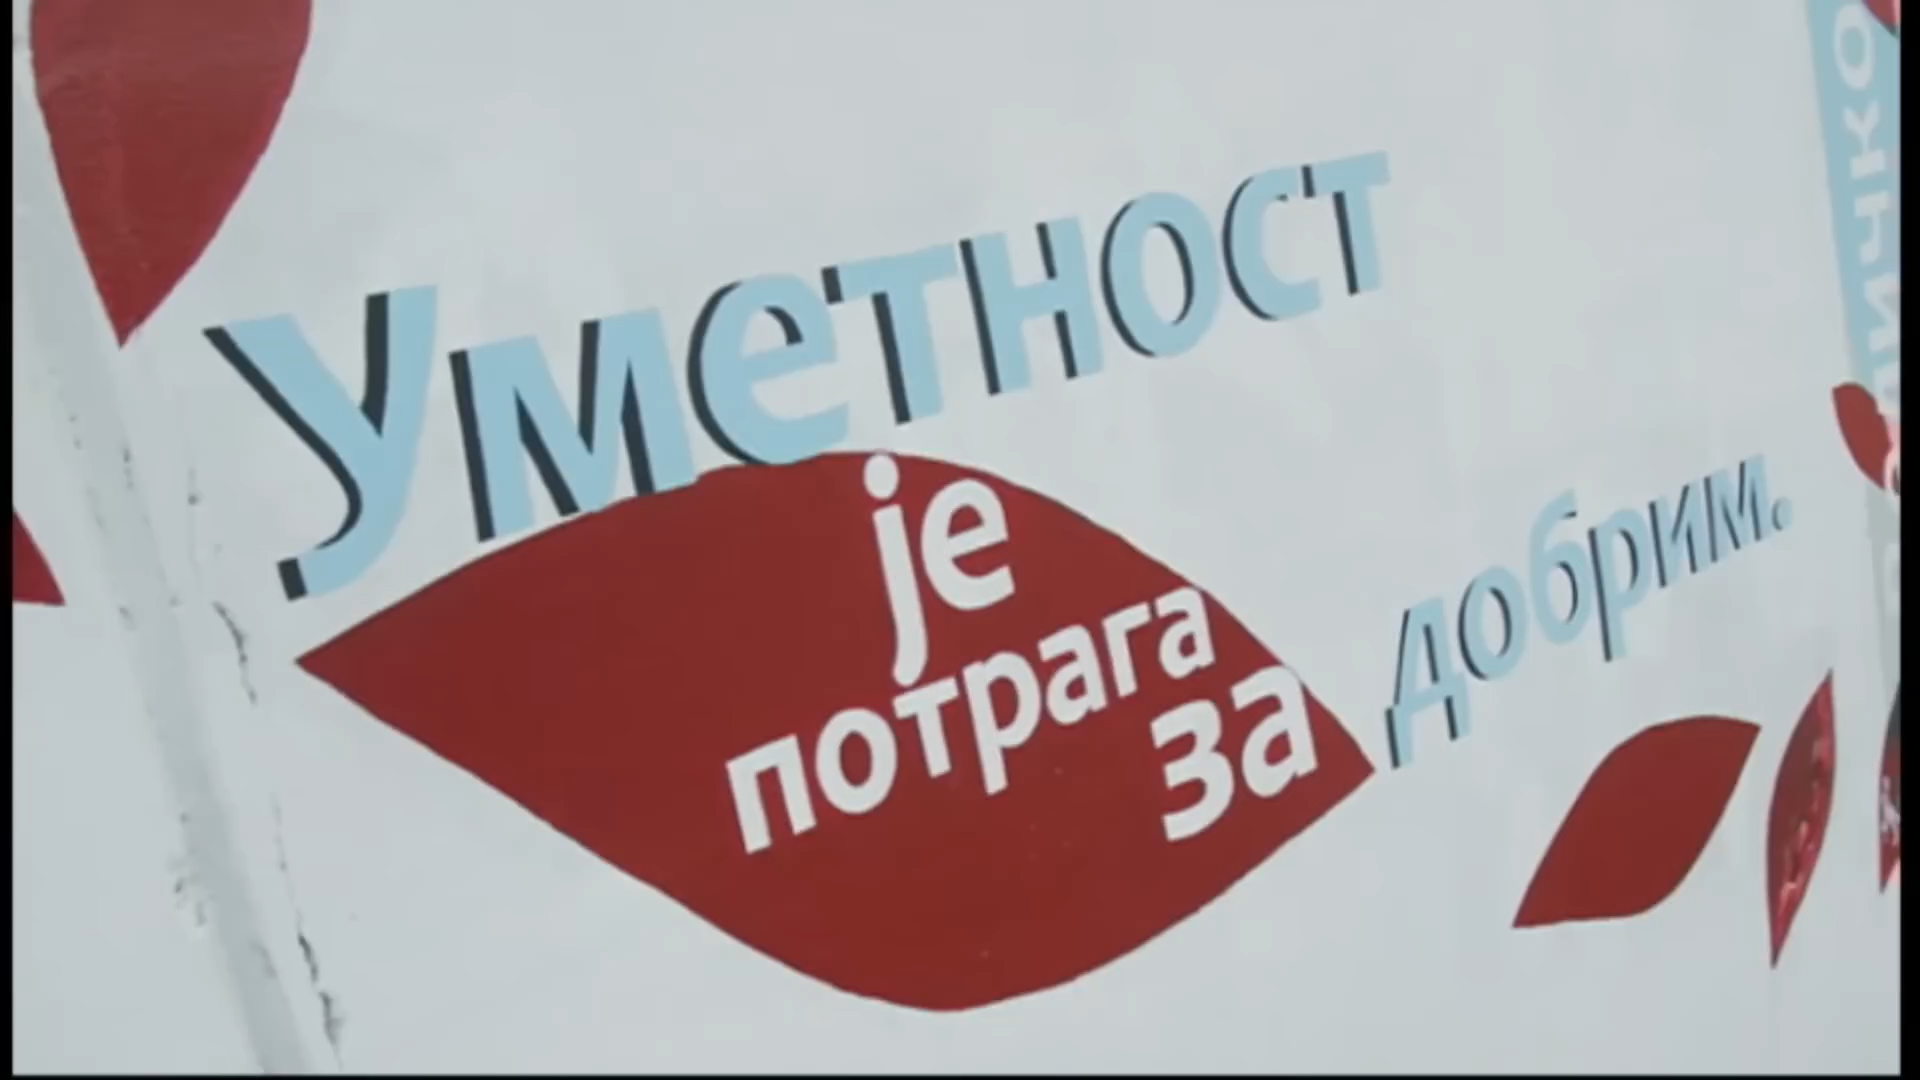 Уметност
је
потрага
за
добрим.